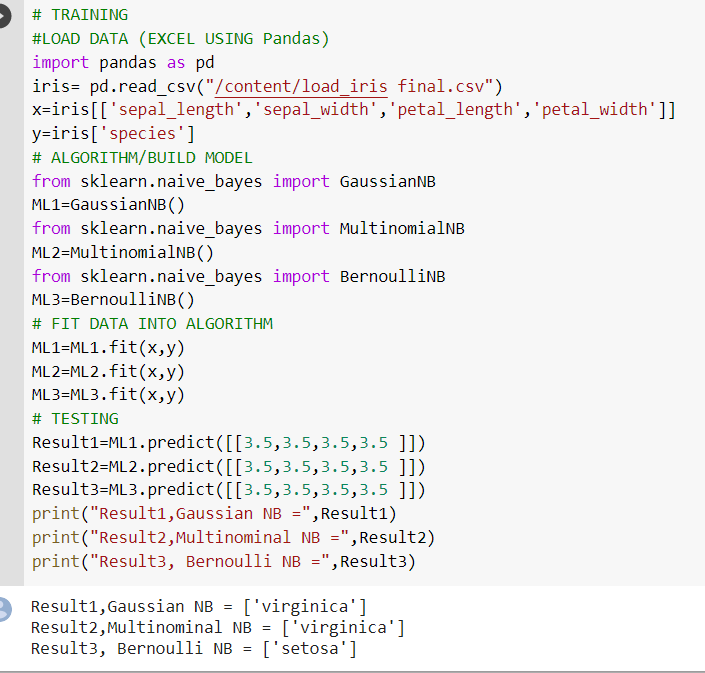 # TRAINING
#LOAD DATA (EXCEL USING Pandas)
import pandas as pd
iris= pd.read_csv("/content/load_iris final.csv")
x=iris[['sepal_length','sepal_width','petal_length','petal_width']]
y=iris['species']
# ALGORITHM/BUILD MODEL
from sklearn.naive_bayes import GaussianNB
ML1=GaussianNB()
from sklearn.naive_bayes import MultinomialNB
ML2=MultinomialNB()
from sklearn.naive_bayes import BernoulliNB
ML3=BernoulliNB()
# FIT DATA INTO ALGORITHM
ML1=ML1.fit(x,y)
ML2=ML2.fit(x,y)
ML3=ML3.fit(x,y)
# TESTING
Result1=ML1.predict([[3.5,3.5,3.5,3.5 ]])
Result2=ML2.predict([[3.5,3.5,3.5,3.5 ]])
Result3=ML3.predict([[3.5,3.5,3.5,3.5 ]])
print("Result1,Gaussian NB =",Result1)
print("Result2,Multinominal NB =",Result2)
print("Result3, Bernoulli NB =",Result3)
Result1,Gaussian NB = ['virginica']
Result2,Multinominal NB = ['virginica']
Result3, Bernoulli NB = ['setosa']